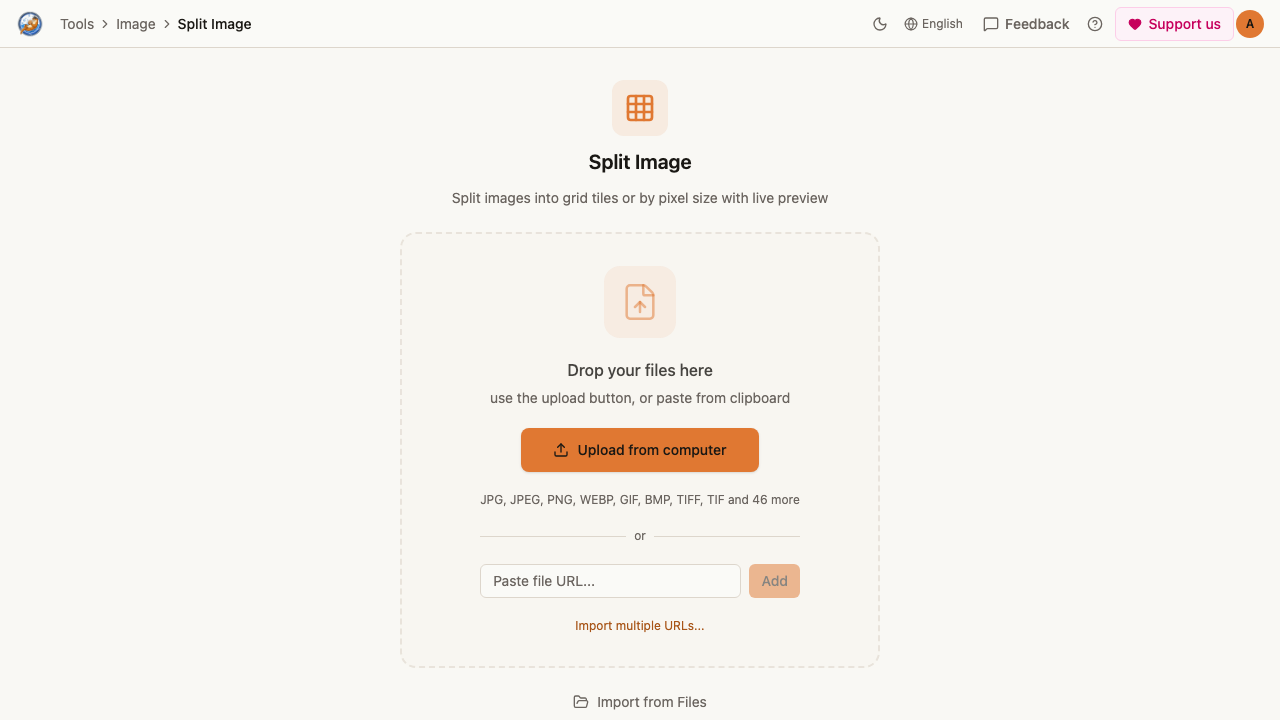 Tools > Image > Split Image
English
Feedback
Support us
A
Split Image
Split images into grid tiles or by pixel size with live preview
Drop your files here
use the upload button, or paste from clipboard
Upload from computer
JPG, JPEG, PNG, WEBP, GIF, BMP, TIFF, TIF and 46 more
or
Paste file URL...
Add
Import multiple URLs...
Import from Files